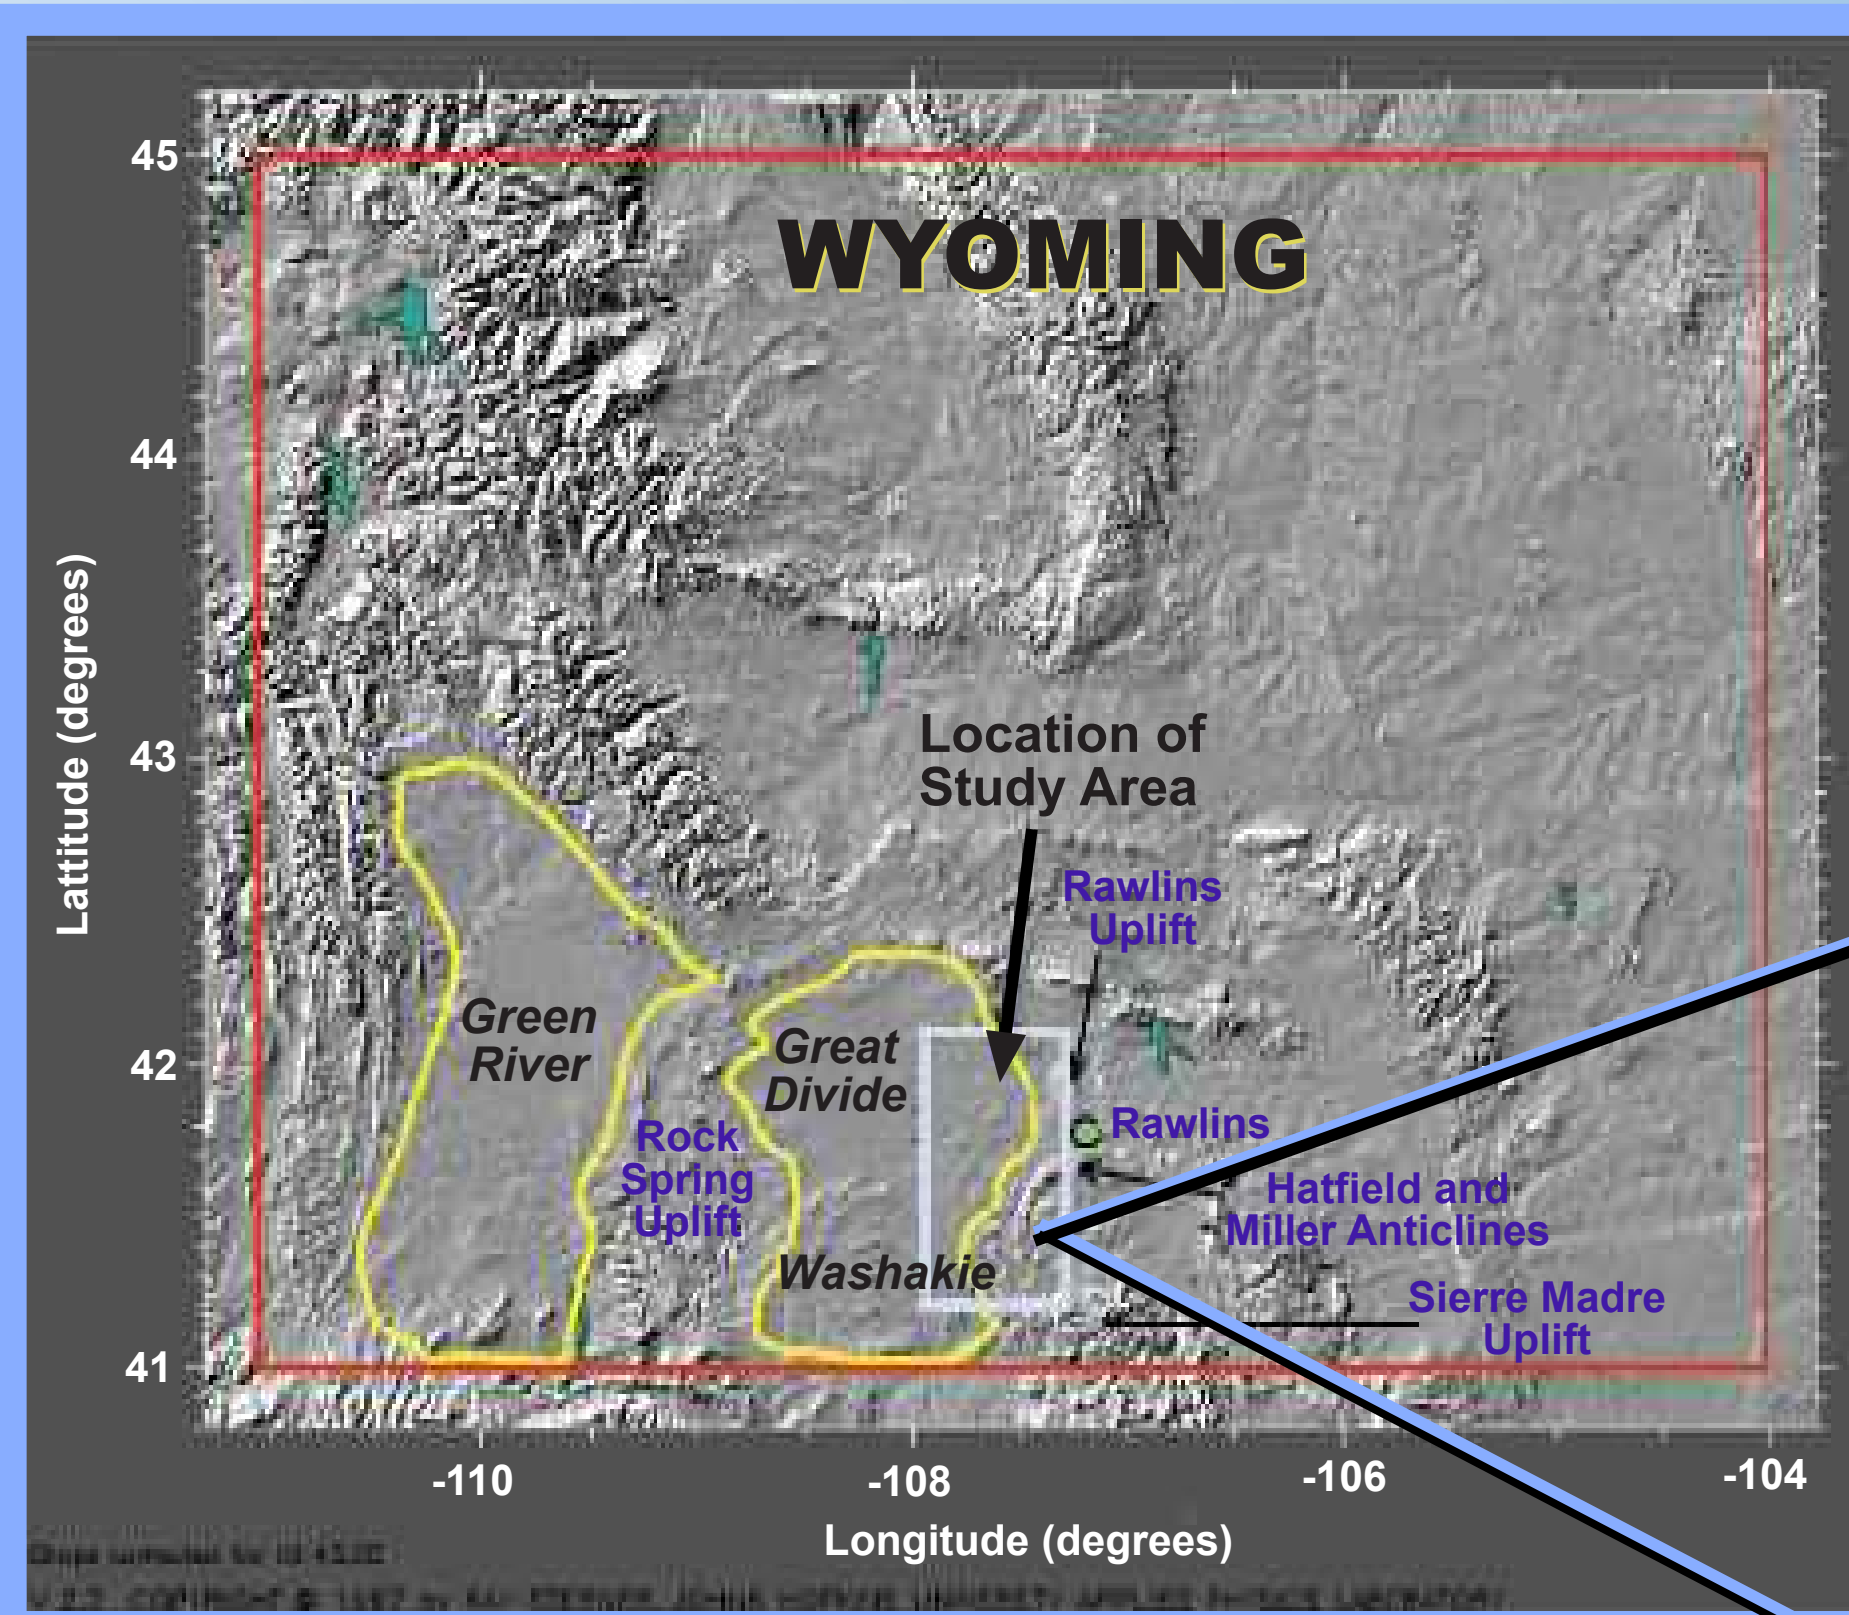 WYOMING
45
44
43
42
41
Lattitude (degrees)
Location of
Study Area
Rawlins
Uplift
Green
River
Great
Divide
Rock
Spring
Uplift
Rawlins
Hatfield and
Miller Anticlines
Washakie
Sierre Madre
Uplift
-110
-108
-106
-104
Longitude (degrees)